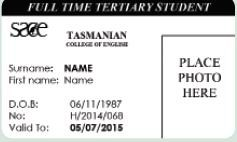 FULL TIME TERTIARY STUDENT
sace
TASMANIAN
COLLEGE OF ENGLISH
Surname: NAME
First name: Name
PLACE
PHOTO
HERE
D.O.B: 06/11/1987
No: H/2014/068
Valid To: 05/07/2015